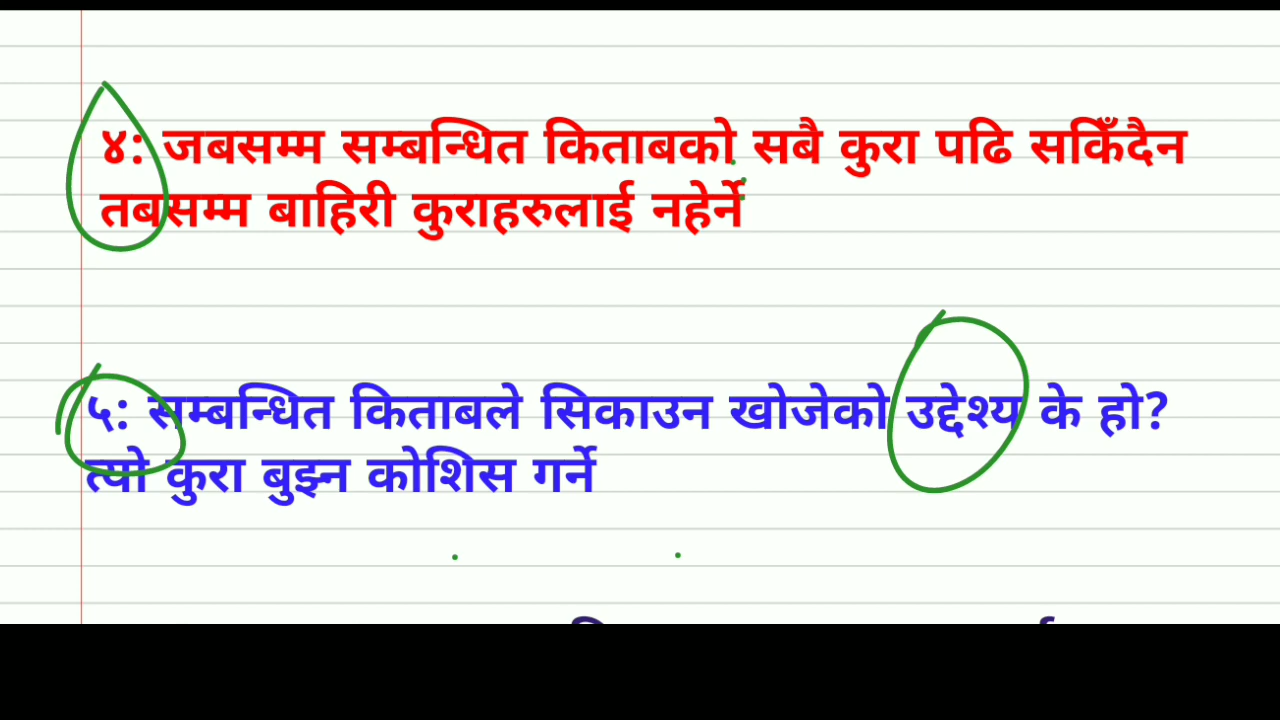 ४: जबसम्म सम्बन्धित किताबको सबै कुरा पढि सकिँदैन
तबसम्म बाहिरी कुराहरुलाई नहेर्ने
५: सम्बन्धित किताबले सिकाउन खोजेको उद्देश्य के हो?
त्यो कुरा बुझ्न कोशिस गर्ने